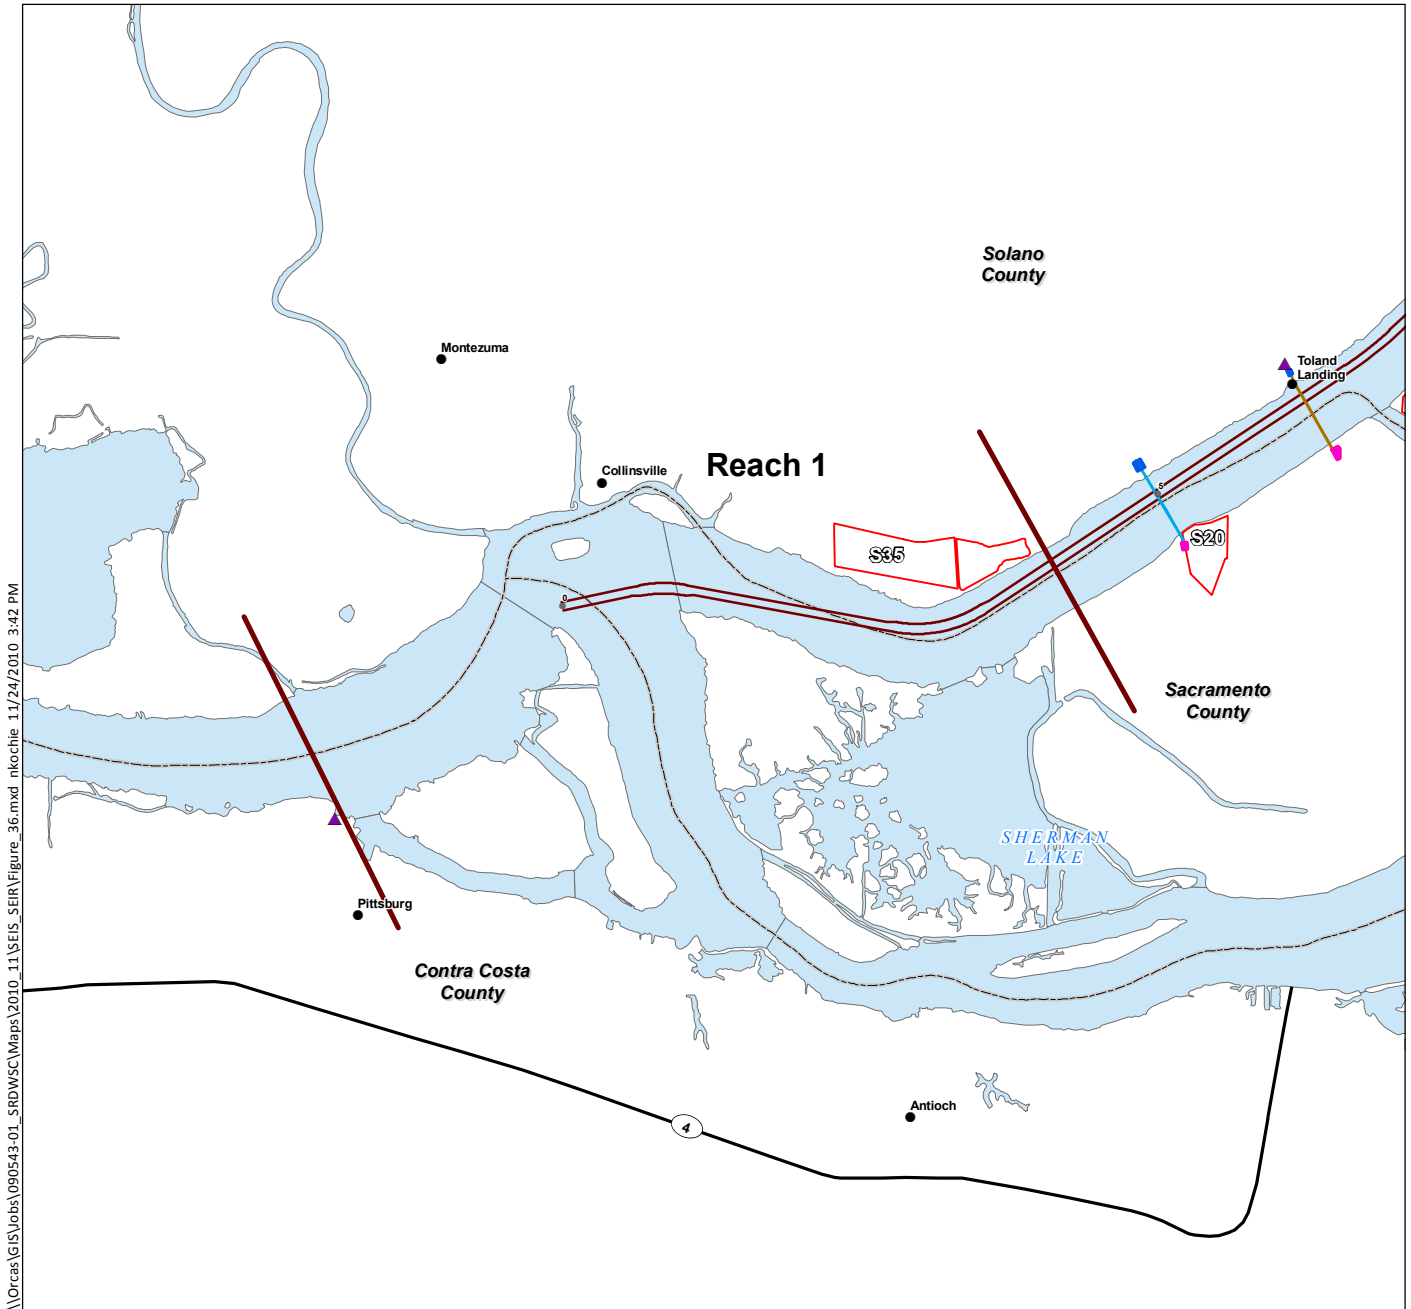 Solano
County
Montezuma
Toland
Landing
Collinsville
Reach 1
5
S35
S20
0
Sacramento
County
SHERMAN
LAKE
Pittsburg
Contra Costa
County
Antioch
4
\\Orcas\GIS\Jobs\090543-01_SRDWSC\Maps\2010_11\SEIS_SEIR\Figure_36.mxd nkochie 11/24/2010 3:42 PM